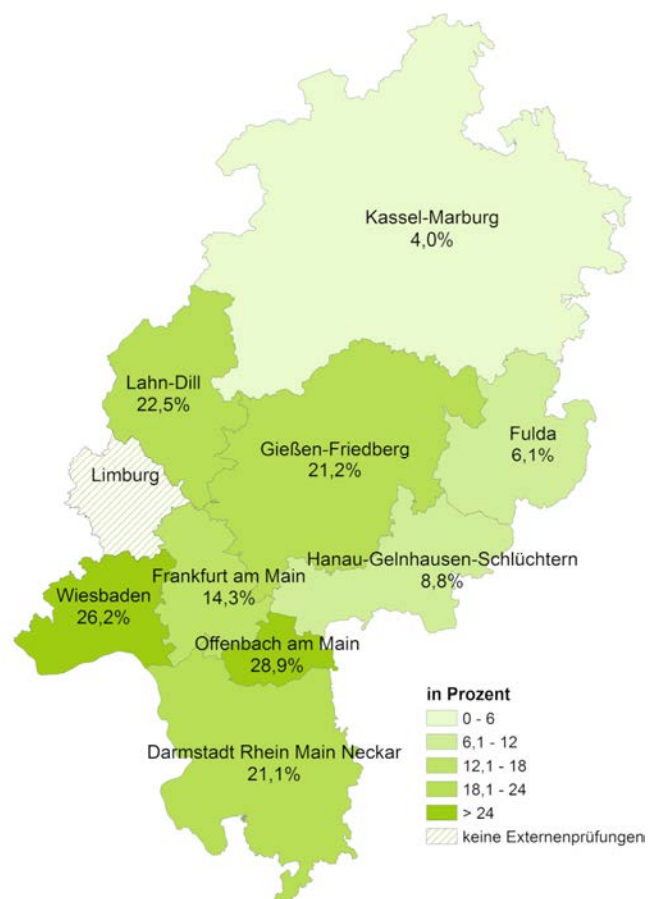 Kassel-Marburg
4,0%
Lahn-Dill
22,5%
Gießen-Friedberg
21,2%
Fulda
6,1%
Limburg
Hanau-Gelnhausen-Schlüchtern
8,8%
Frankfurt am Main
14,3%
Wiesbaden
26,2%
Offenbach am Main
28,9%
Darmstadt Rhein Main Neckar
21,1%
in Prozent
0 - 6
6,1 - 12
12,1 - 18
18,1 - 24
> 24
keine Externenprüfungen